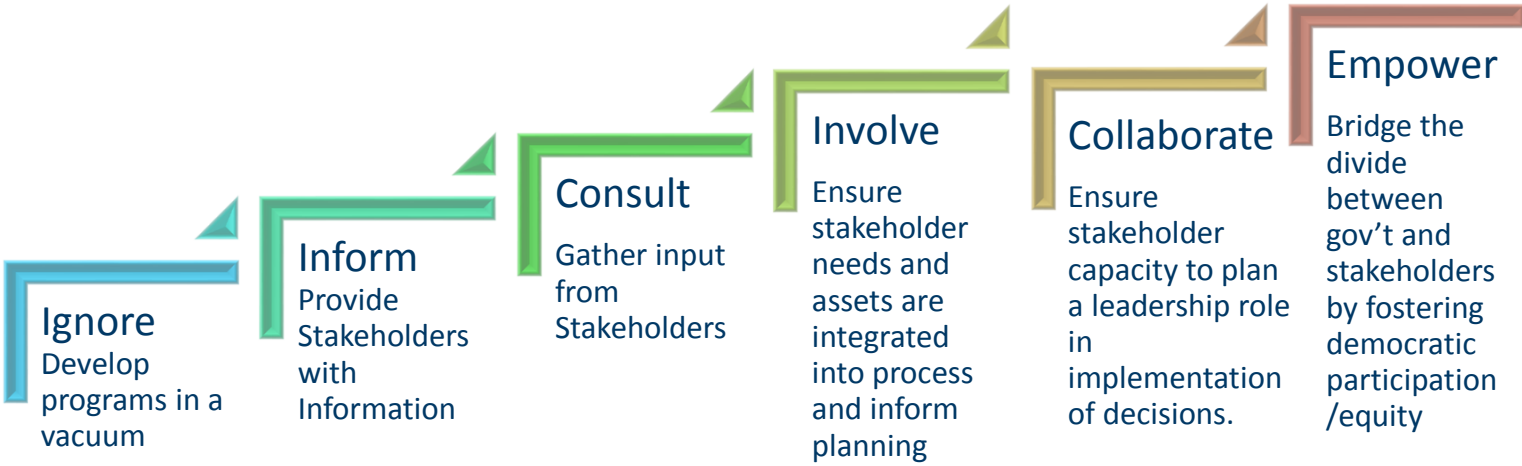 Ignore
Develop
programs in a
vacuum
Inform
Provide
Stakeholders
with
Information
Consult
Gather input
from
Stakeholders
Involve
Ensure
stakeholder
needs and
assets are
integrated
into process
and inform
planning
Collaborate
Ensure
stakeholder
capacity to plan
a leadership role
in
implementation
of decisions.
Empower
Bridge the
divide
between
gov’t and
stakeholders
by fostering
democratic
participation
/equity